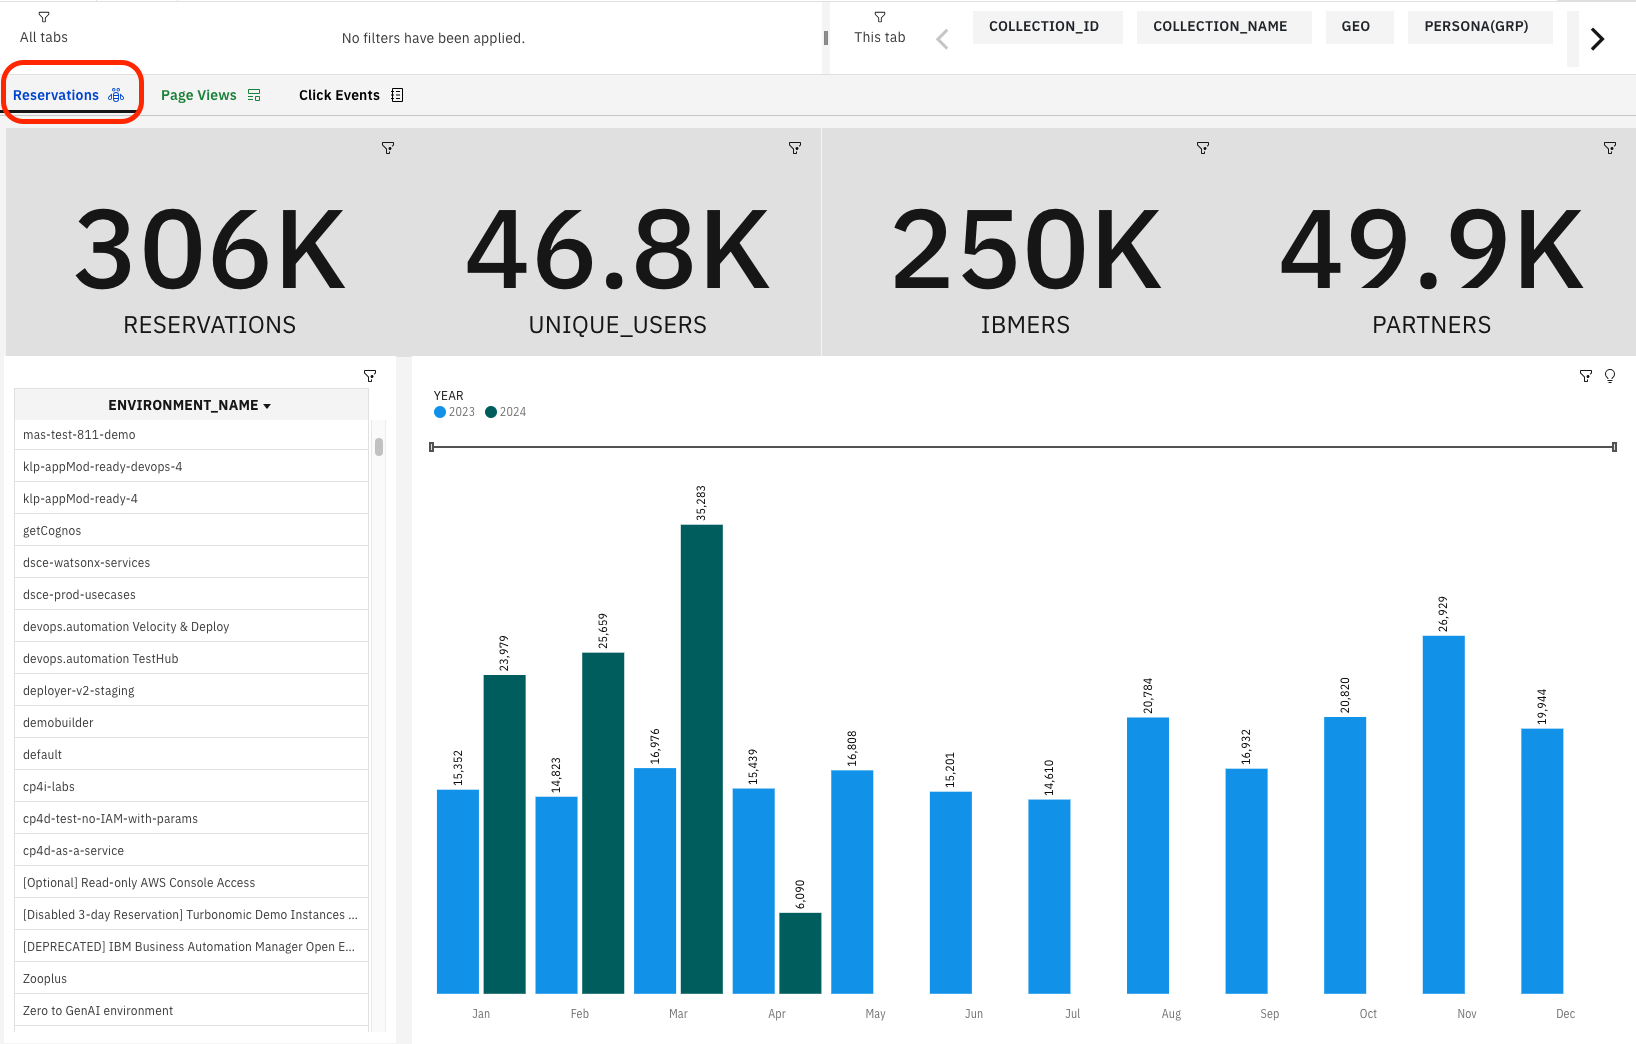 All tabs
No filters have been applied.
This tab
COLLECTION_ID
COLLECTION_NAME
GEO
PERSONA(GRP)
Reservations
Page Views
Click Events
306K
RESERVATIONS
46.8K
UNIQUE_USERS
250K
IBMERS
49.9K
PARTNERS
ENVIRONMENT_NAME
mas-test-811-demo
klp-appMod-ready-devops-4
klp-appMod-ready-4
getCognos
dsce-watsonx-services
dsce-prod-usecases
devops.automation Velocity & Deploy
devops.automation TestHub
deployer-v2-staging
demobuilder
default
cp4i-labs
cp4d-test-no-IAM-with-params
cp4d-as-a-service
[Optional] Read-only AWS Console Access
[Disabled 3-day Reservation] Turbonomic Demo Instances ...
[DEPRECATED] IBM Business Automation Manager Open E...
Zooplus
Zero to GenAI environment
YEAR
2023
2024
15,352
23,979
14,823
25,659
16,976
35,283
15,439
6,090
16,808
15,201
14,610
20,784
16,932
20,820
26,929
19,944
Jan
Feb
Mar
Apr
May
Jun
Jul
Aug
Sep
Oct
Nov
Dec